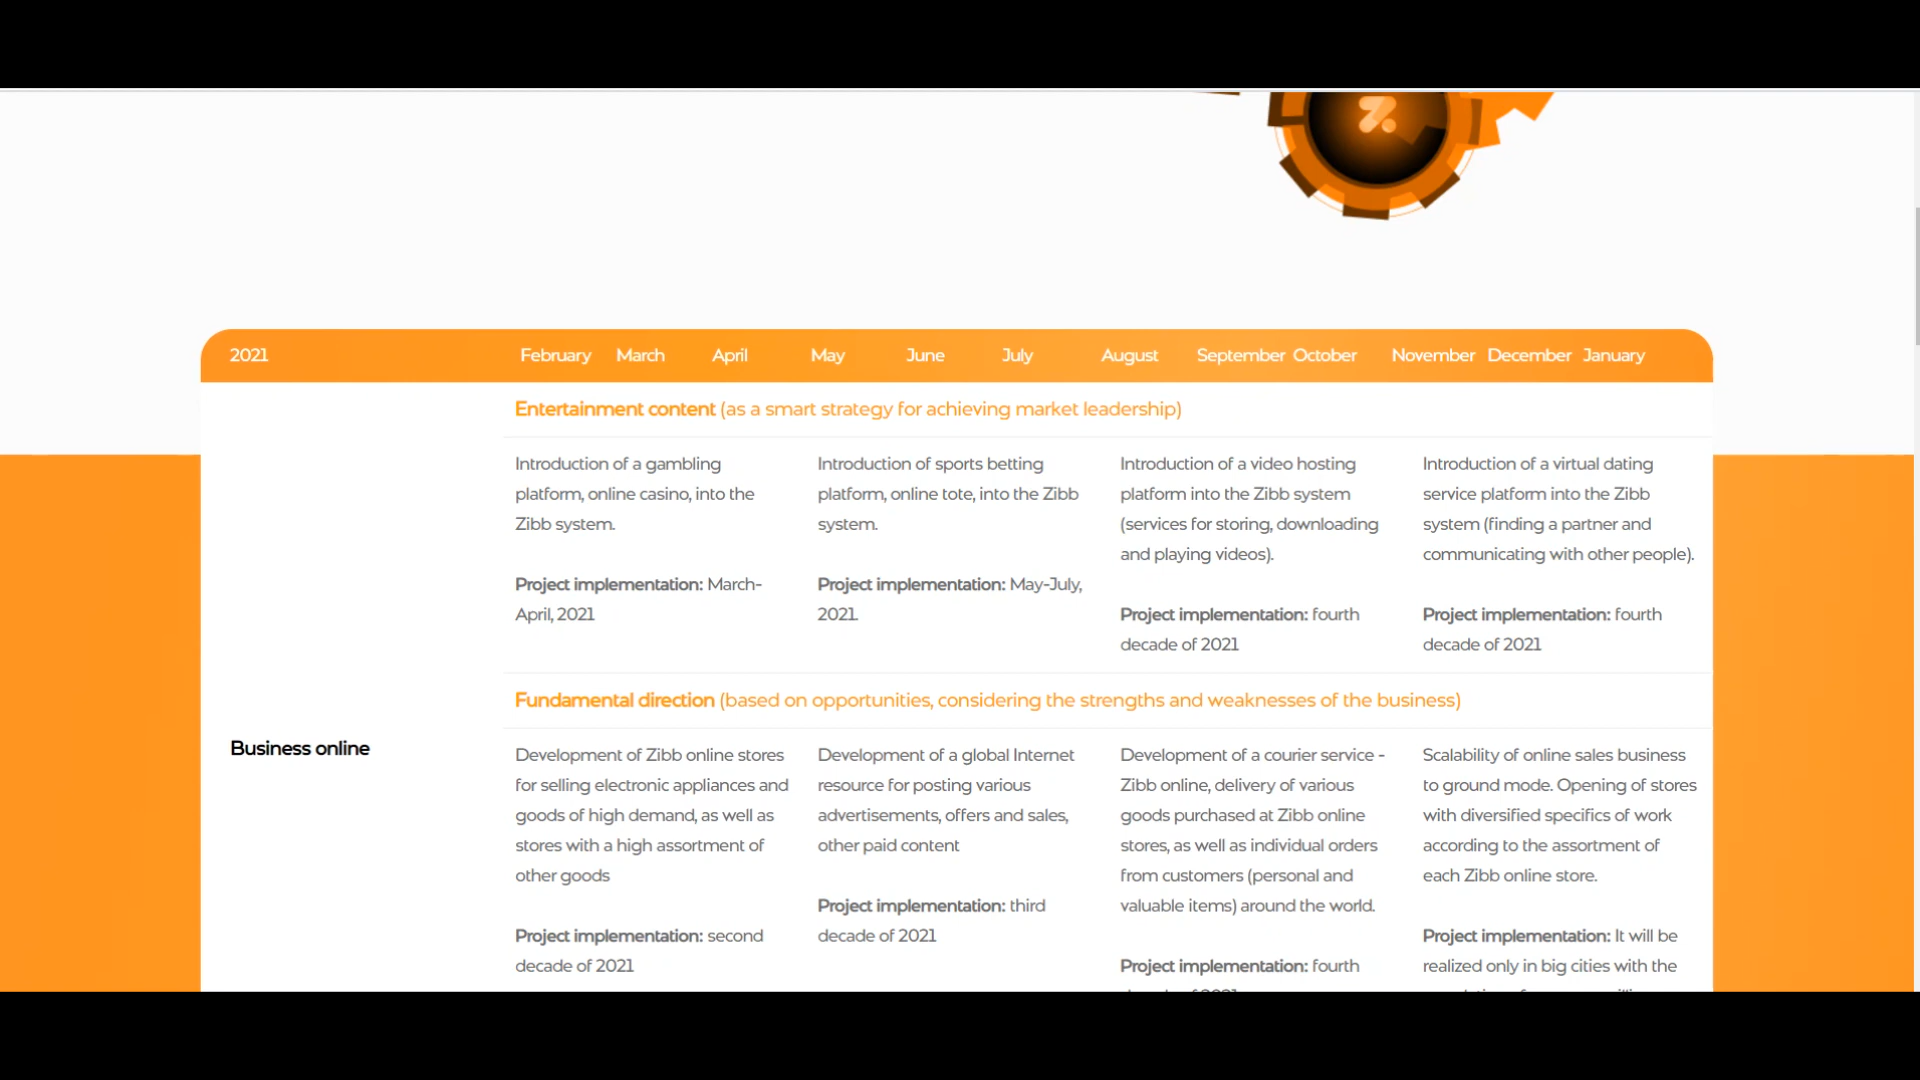 2021 February March April May June July August September October November December January
Entertainment content (as a smart strategy for achieving market leadership)
Introduction of a gambling
platform, online casino, into the
Zibb system.
Project implementation: March-
April, 2021
Introduction of sports betting
platform, online tote, into the Zibb
system.
Project implementation: May-July,
2021.
Introduction of a video hosting
platform into the Zibb system
(services for storing, downloading
and playing videos).
Project implementation: fourth
decade of 2021
Introduction of a virtual dating
service platform into the Zibb
system (finding a partner and
communicating with other people).
Project implementation: fourth
decade of 2021
Fundamental direction (based on opportunities, considering the strengths and weaknesses of the business)
Business online
Development of Zibb online stores
for selling electronic appliances and
goods of high demand, as well as
stores with a high assortment of
other goods
Project implementation: second
decade of 2021
Development of a global Internet
resource for posting various
advertisements, offers and sales,
other paid content
Project implementation: third
decade of 2021
Development of a courier service -
Zibb online, delivery of various
goods purchased at Zibb online
stores, as well as individual orders
from customers (personal and
valuable items) around the world.
Project implementation: fourth
Scalability of online sales business
to ground mode. Opening of stores
with diversified specifics of work
according to the assortment of
each Zibb online store.
Project implementation: It will be
realized only in big cities with the